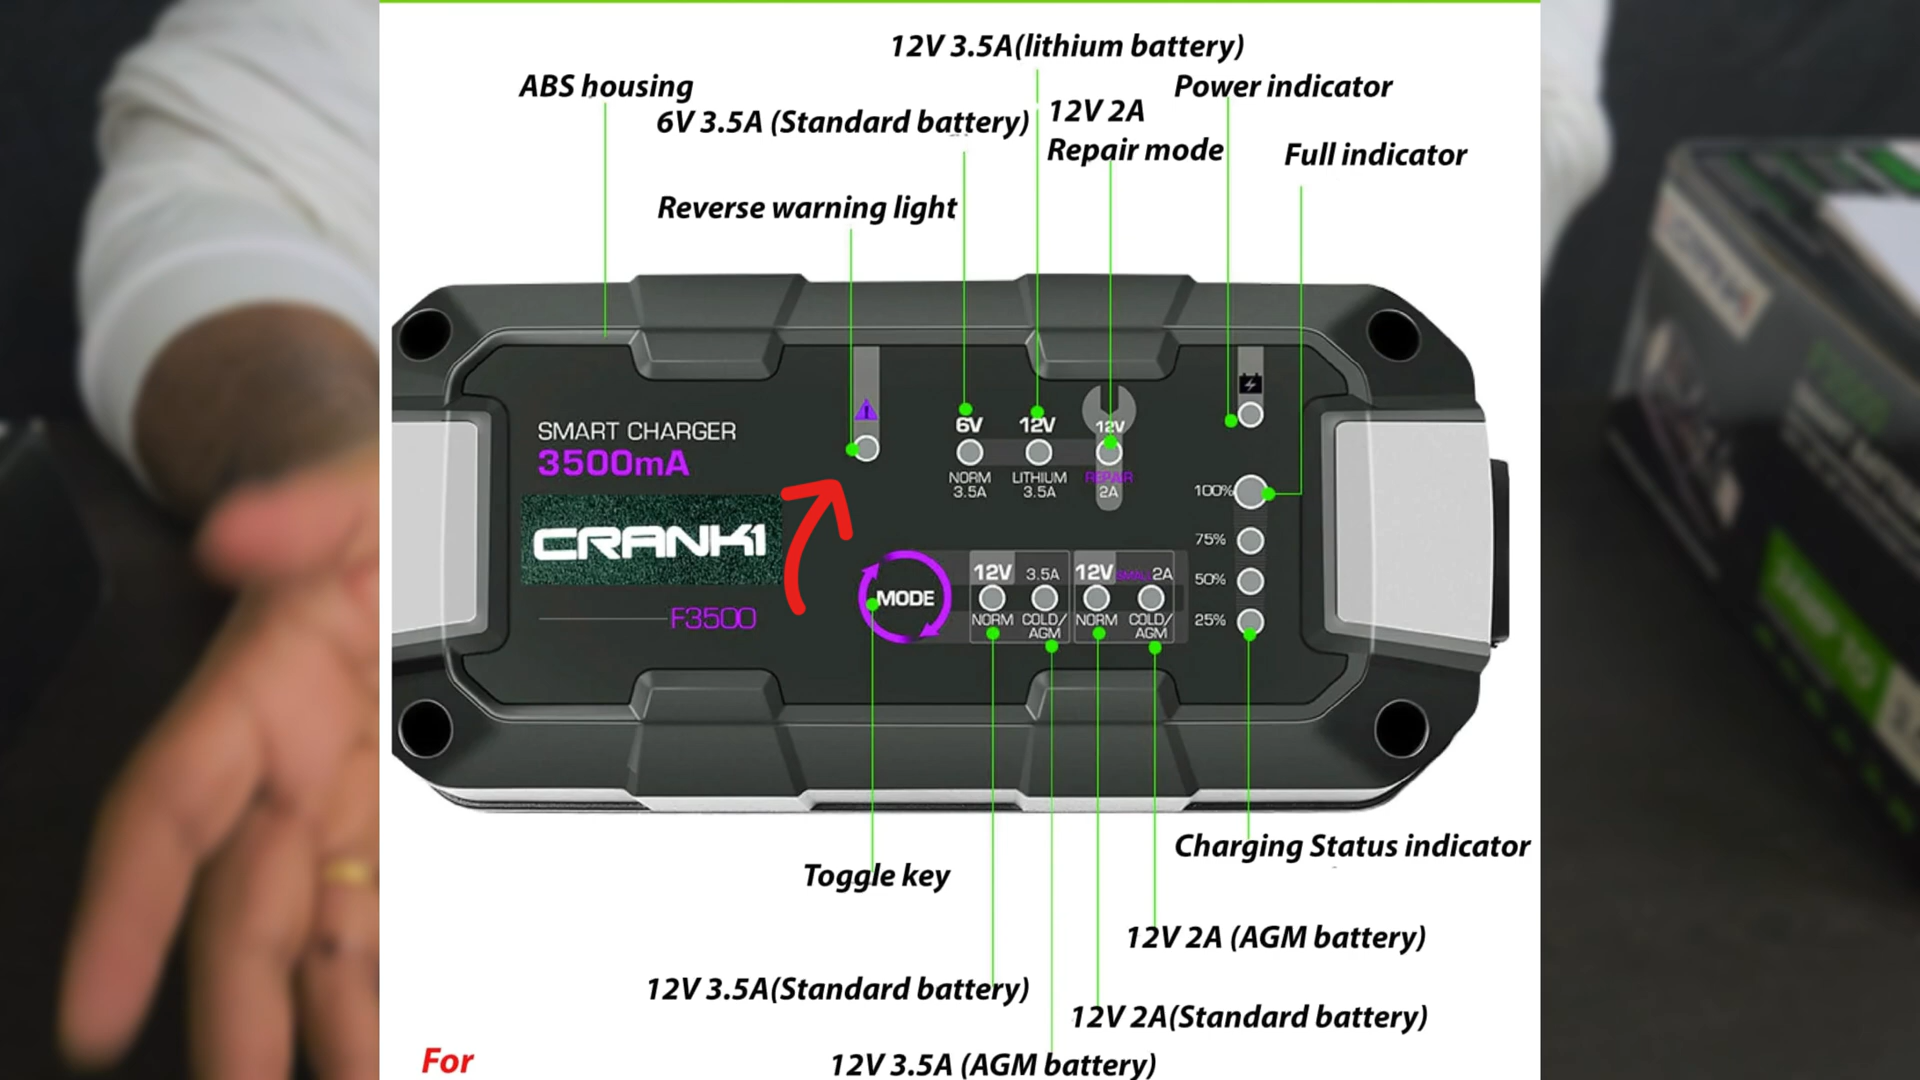 12V 3.5A(lithium battery)
ABS housing
Power indicator
6V 3.5A (Standard battery)
12V 2A
Repair mode
Full indicator
Reverse warning light
SMART CHARGER
3500mA
CRANK1
F3500
6V
NORM
3.5A
12V
LITHIUM
3.5A
12V
REPAIR
2A
100%
75%
50%
25%
MODE
12V 3.5A
NORM COLD/
AGM
12V SMALL 2A
NORM COLD/
AGM
Charging Status indicator
Toggle key
12V 2A (AGM battery)
12V 3.5A(Standard battery)
12V 2A(Standard battery)
12V 3.5A (AGM battery)
For